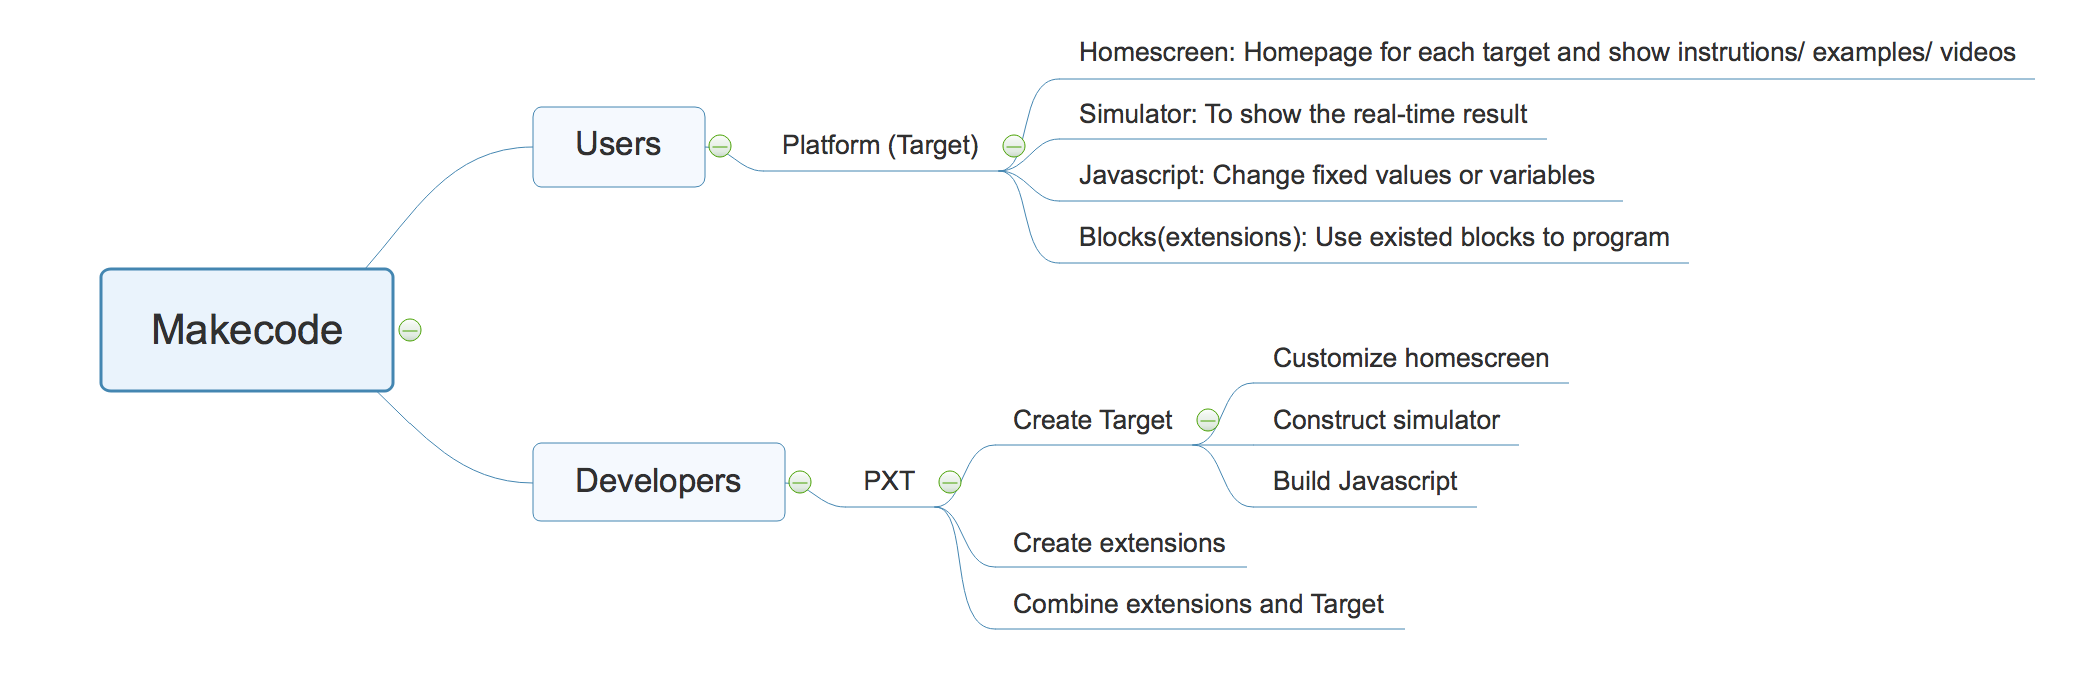 Makecode
Users
Platform (Target)
Homescreen: Homepage for each target and show instrutions/ examples/ videos
Simulator: To show the real-time result
Javascript: Change fixed values or variables
Blocks(extensions): Use existed blocks to program
Developers
PXT
Create Target
Customize homescreen
Construct simulator
Build Javascript
Create extensions
Combine extensions and Target